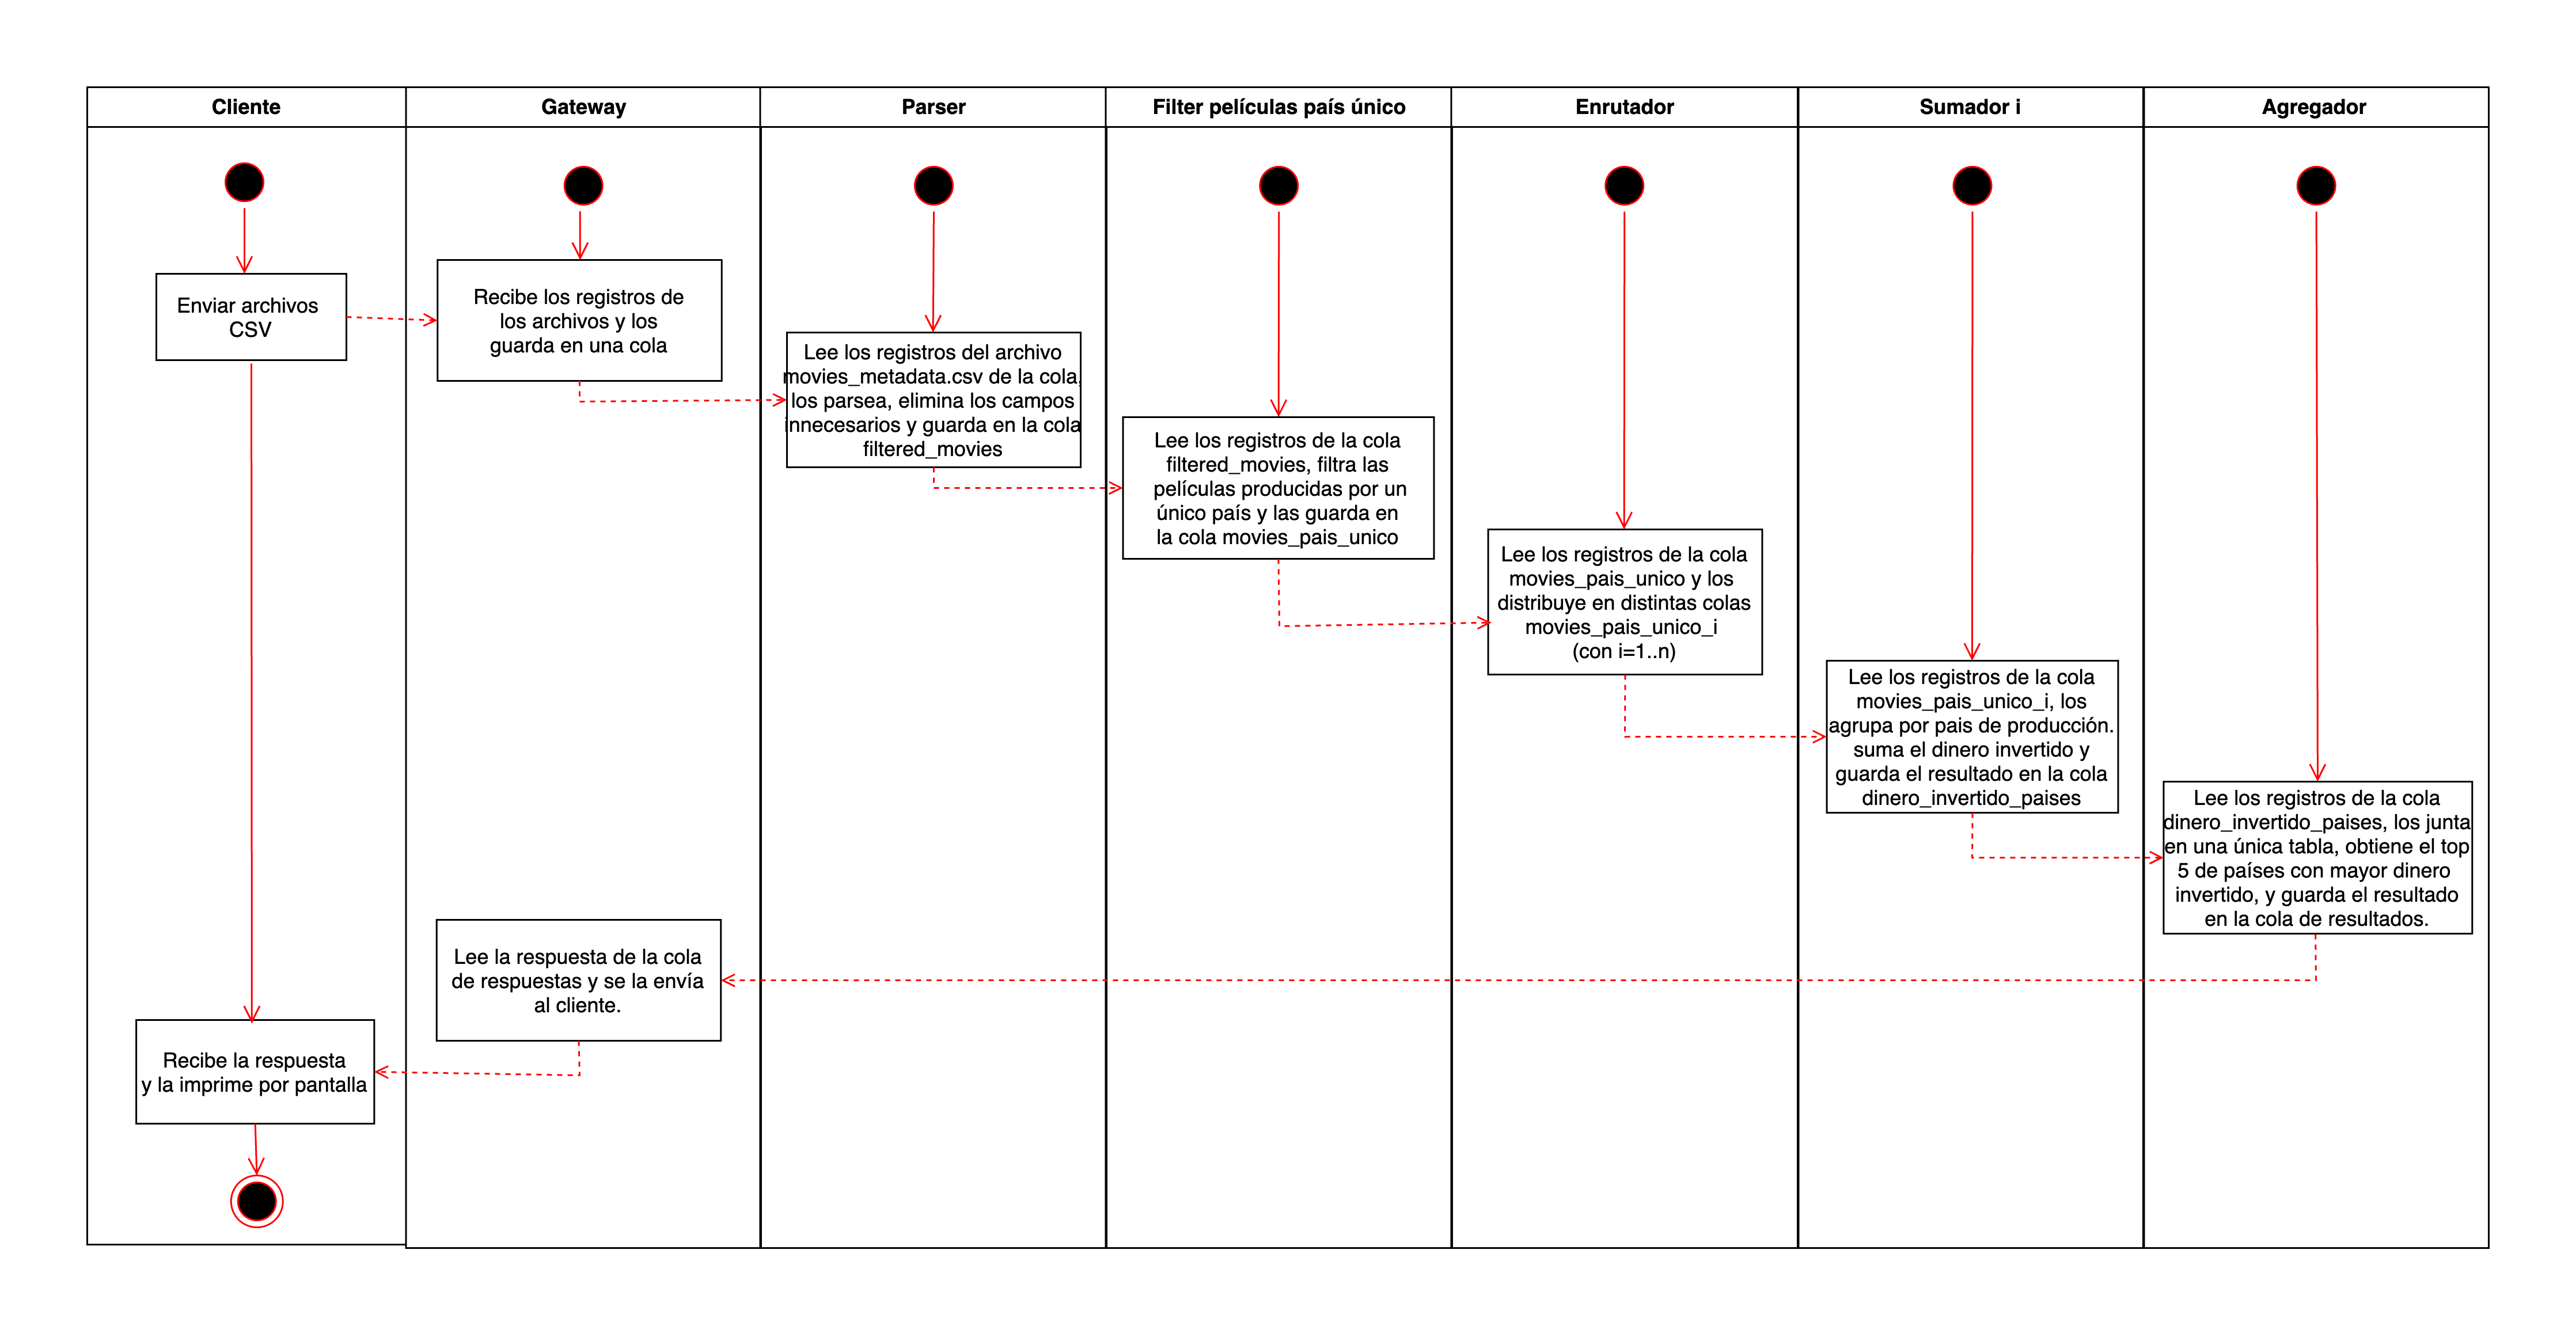 Cliente
Gateway
Parser
Filter películas país único
Enrutador
Sumador i
Agregador
Enviar archivos
CSV
Recibe los registros de
los archivos y los
guarda en una cola
Lee los registros del archivo
movies_metadata.csv de la cola,
los parsea, elimina los campos
innecesarios y guarda en la cola
filtered_movies
Lee los registros de la cola
filtered_movies, filtra las
películas producidas por un
único país y las guarda en
la cola movies_pais_unico
Lee los registros de la cola
movies_pais_unico y los
distribuye en distintas colas
movies_pais_unico_i
(con i=1..n)
Lee los registros de la cola
movies_pais_unico_i, los
agrupa por pais de producción.
suma el dinero invertido y
guarda el resultado en la cola
dinero_invertido_paises
Lee los registros de la cola
dinero_invertido_paises, los junta
en una única tabla, obtiene el top
5 de países con mayor dinero
invertido, y guarda el resultado
en la cola de resultados.
Lee la respuesta de la cola
de respuestas y se la envía
al cliente.
Recibe la respuesta
y la imprime por pantalla